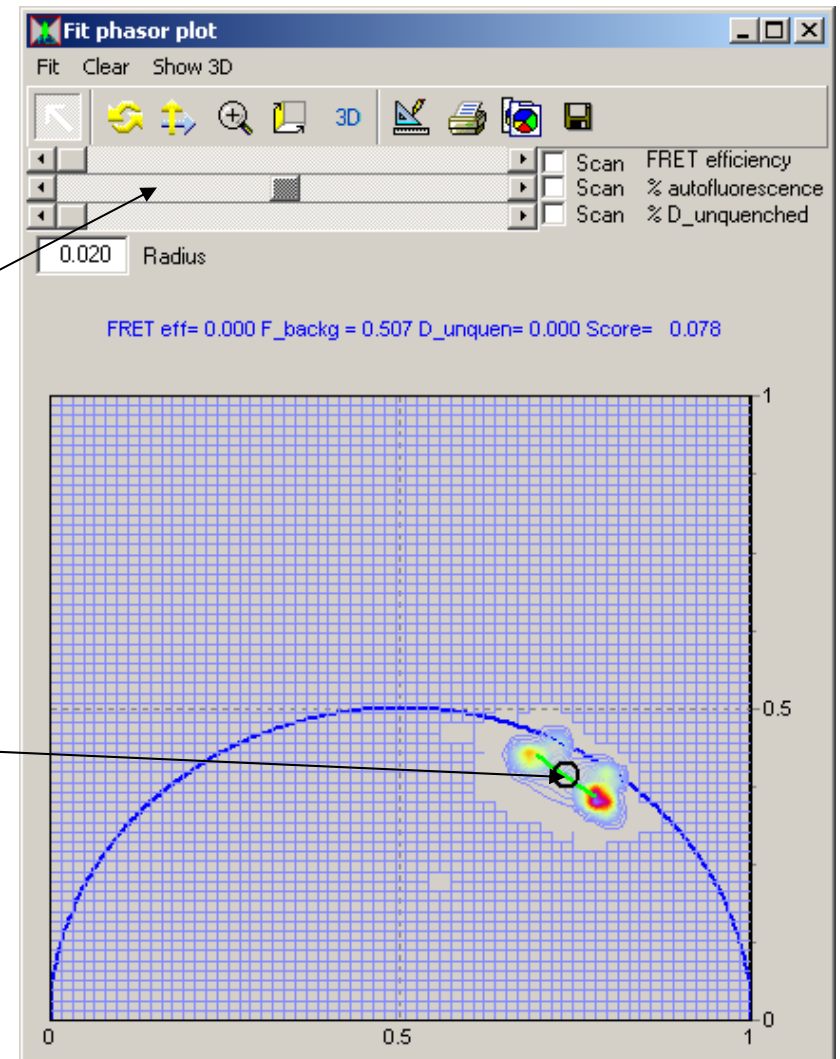 Fit phasor plot
Fit Clear Show 3D
3D
Scan FRET efficiency
Scan % autofluorescence
Scan % D_unquenched
0.020 Radius
FRET eff= 0.000 F_backg = 0.507 D_unquen= 0.000 Score= 0.078
1
0.5
0
0 0.5 1